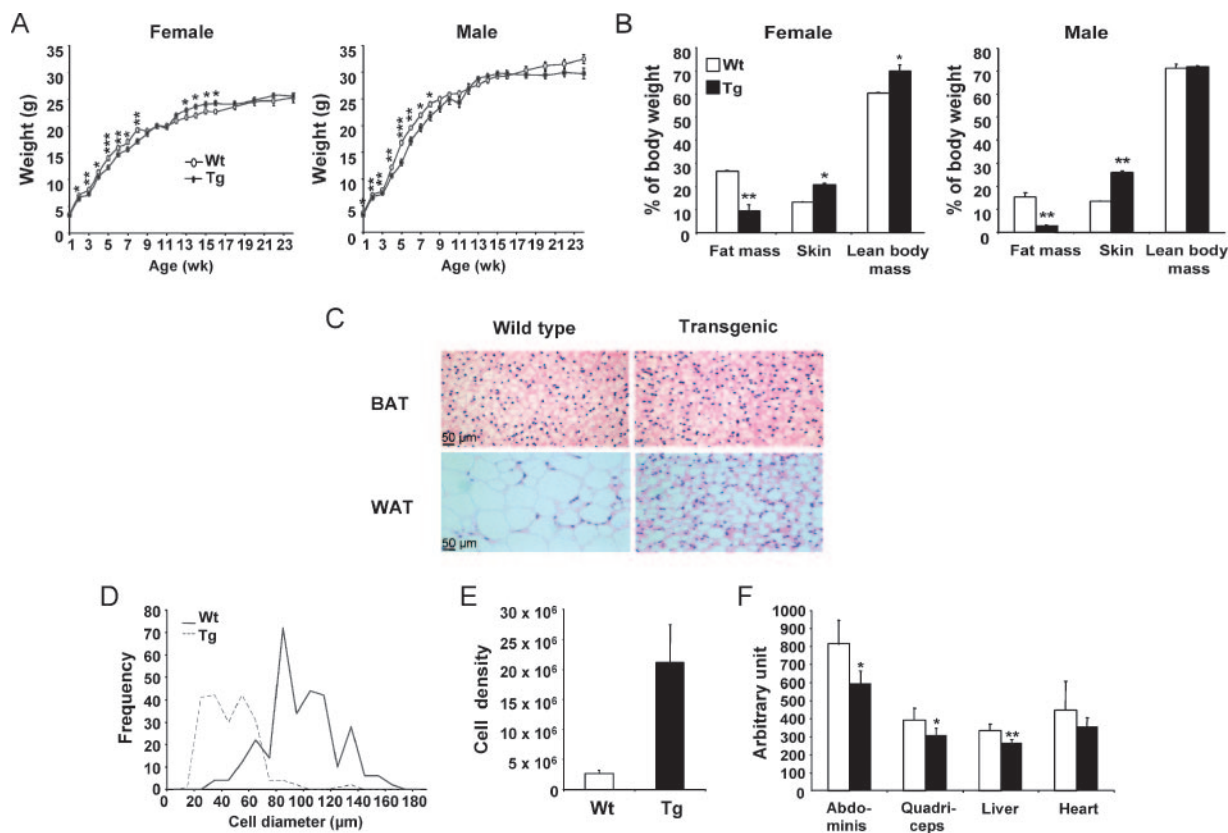 A
Female
Male
Weight (g)
35
30
25
20
15
10
5
0
* ** * *** ** * ** * * * *
Wt
Tg
1 3 5 7 9 11 13 15 17 19 21 23
Age (wk)
Weight (g)
35
30
25
20
15
10
5
0
* *** ** ** *** ** * *
1 3 5 7 9 11 13 15 17 19 21 23
Age (wk)
B
Female
Male
% of body weight
80
70
60
50
40
30
20
10
0
Wt
Tg
** * *
Fat mass Skin Lean body
mass
% of body weight
80
70
60
50
40
30
20
10
0
** **
Fat mass Skin Lean body
mass
C
Wild type Transgenic
BAT
50 µm
50 µm
WAT
50 µm
50 µm
D
Frequency
80
70
60
50
40
30
20
10
0
Wt
Tg
0 20 40 60 80 100 120 140 160 180
Cell diameter (µm)
E
Cell density
30 x 10⁶
25 x 10⁶
20 x 10⁶
15 x 10⁶
10 x 10⁶
5 x 10⁶
Wt Tg
F
Arbitrary unit
1000
900
800
700
600
500
400
300
200
100
0
* * **
Abdo-
minis
Quadri-
ceps
Liver
Heart